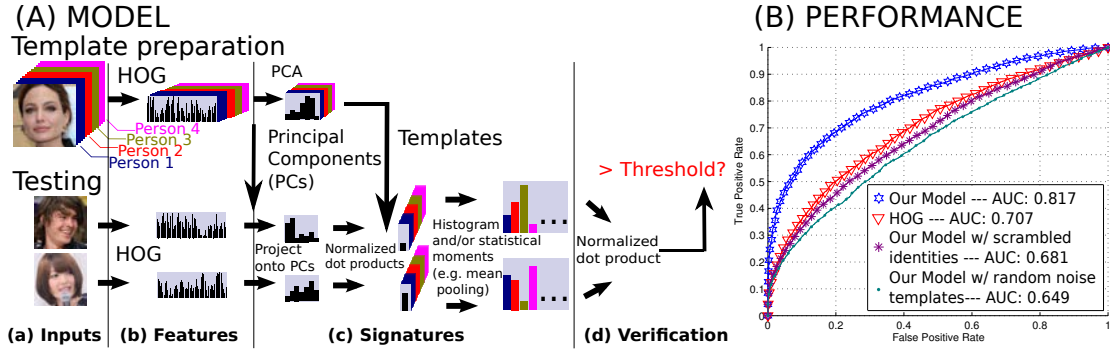 (A) MODEL
Template preparation
HOG
PCA
Person 4
Person 3
Person 2
Person 1
Principal
Components
(PCs)
Templates
Testing
HOG
Project
onto PCs
Normalized
dot products
Histogram
and/or statistical
moments
(e.g. mean
pooling)
...
...
> Threshold?
Normalized
dot product
(a) Inputs
(b) Features
(c) Signatures
(d) Verification
(B) PERFORMANCE
True Positive Rate
1
0.9
0.8
0.7
0.6
0.5
0.4
0.3
0.2
0.1
0
0
0.2
0.4
0.6
0.8
1
False Positive Rate
Our Model --- AUC: 0.817
HOG --- AUC: 0.707
Our Model w/ scrambled
identities --- AUC: 0.681
Our Model w/ random noise
templates--- AUC: 0.649